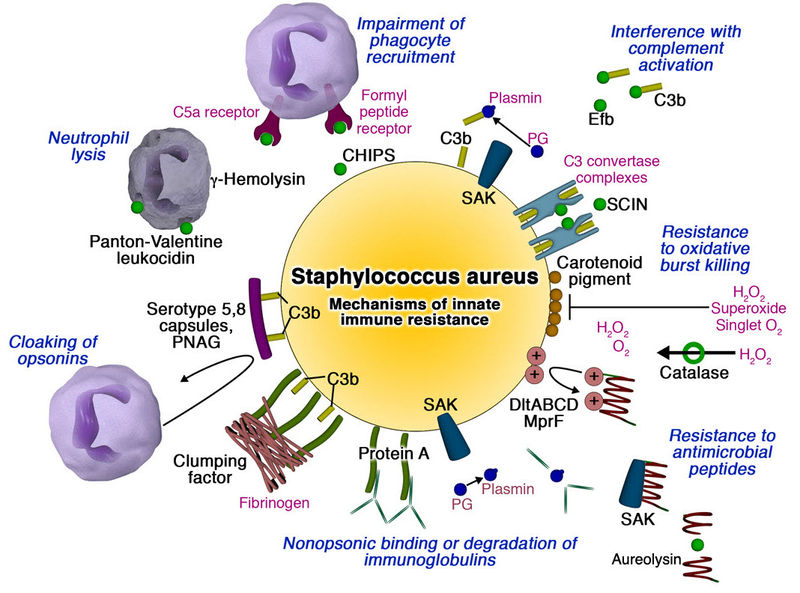 Impairment of
phagocyte
recruitment
C5a receptor
Formyl
peptide
receptor
CHIPS
Neutrophil
lysis
γ-Hemolysin
Panton-Valentine
leukocidin
Interference with
complement
activation
Efb
C3b
Plasmin
C3b
PG
SAK
C3 convertase
complexes
SCIN
Resistance
to oxidative
burst killing
Carotenoid
pigment
H2O2
Superoxide
Singlet O2
H2O2
O2
H2O2
Catalase
Staphylococcus aureus
Mechanisms of innate
immune resistance
Serotype 5,8
capsules,
PNAG
C3b
Cloaking of
opsonins
C3b
Clumping
factor
Fibrinogen
SAK
Protein A
PG
Plasmin
Nonopsonic binding or degradation of
immunoglobulins
+
+
+
+
DltABCD
MprF
Resistance to
antimicrobial
peptides
SAK
Aureolysin